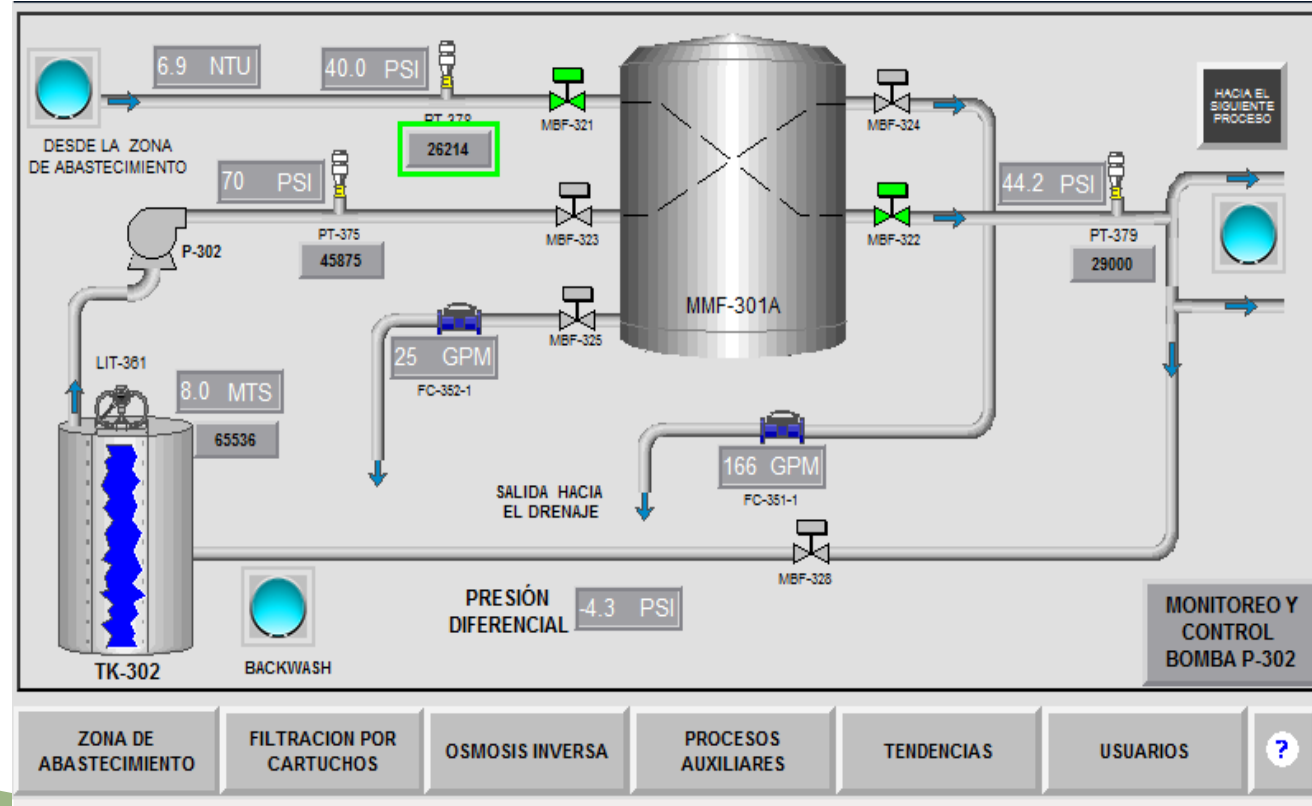 6.9 NTU
40.0 PSI
PT-378
26214
MBF-321
DESDE LA ZONA
DE ABASTECIMIENTO
MBF-324
HACIA EL
SIGUIENTE
PROCESO
70 PSI
PT-375
45875
MBF-323
P-302
MBF-322
44.2 PSI
PT-379
29000
MMF-301A
MBF-325
25 GPM
FC-352-1
LIT-361
8.0 MTS
65536
166 GPM
FC-351-1
SALIDA HACIA
EL DRENAJE
MBF-328
TK-302
BACKWASH
PRESIÓN
DIFERENCIAL
-4.3 PSI
MONITOREO Y
CONTROL
BOMBA P-302
ZONA DE
ABASTECIMIENTO
FILTRACION POR
CARTUCHOS
OSMOSIS INVERSA
PROCESOS
AUXILIARES
TENDENCIAS
USUARIOS
?